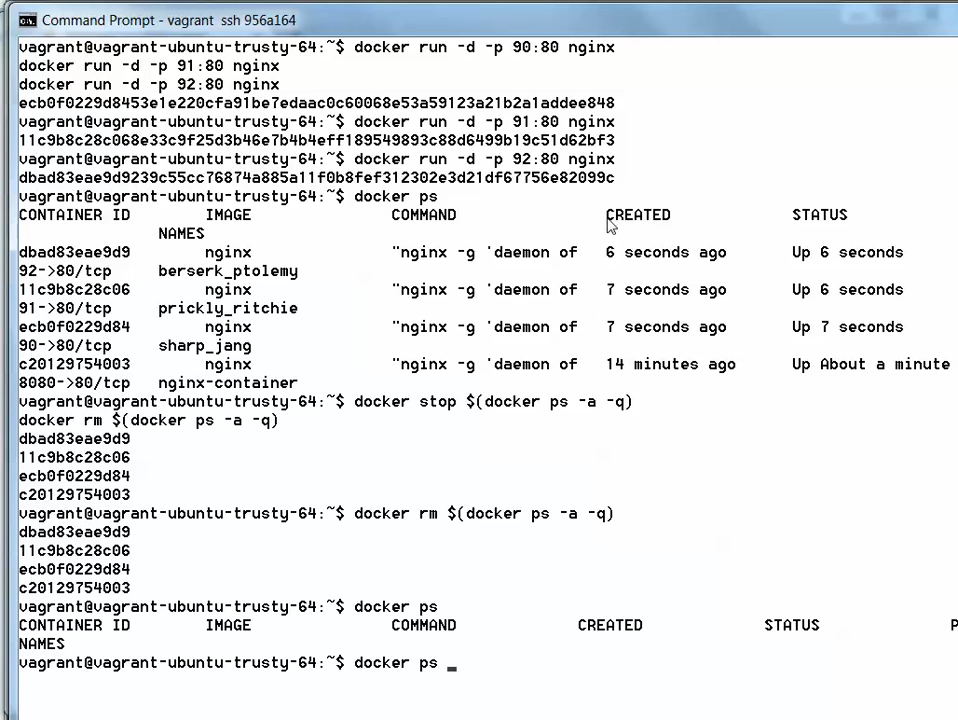 Command Prompt - vagrant  ssh 956a164
vagrant@vagrant-ubuntu-trusty-64:~$ docker run -d -p 90:80 nginx
docker run -d -p 91:80 nginx
docker run -d -p 92:80 nginx
ecb0f0229d8453e1e220cfa91be7edaac0c60068e53a59123a21b2a1addee848
vagrant@vagrant-ubuntu-trusty-64:~$ docker run -d -p 91:80 nginx
11c9b8c28c068e33c9f25d3b46e7b4b4eff189549893c88d6499b19c51d62bf3
vagrant@vagrant-ubuntu-trusty-64:~$ docker run -d -p 92:80 nginx
dbad83eae9d9239c55cc76874a885a11f0b8fef312302e3d21df67756e82099c
vagrant@vagrant-ubuntu-trusty-64:~$ docker ps
CONTAINER ID        IMAGE               COMMAND                CREATED             STATUS
               NAMES
dbad83eae9d9        nginx               "nginx -g 'daemon of   6 seconds ago       Up 6 seconds
92->80/tcp     berserk_ptolemy
11c9b8c28c06        nginx               "nginx -g 'daemon of   7 seconds ago       Up 6 seconds
91->80/tcp     prickly_ritchie
ecb0f0229d84        nginx               "nginx -g 'daemon of   7 seconds ago       Up 7 seconds
90->80/tcp     sharp_jang
c20129754003        nginx               "nginx -g 'daemon of   14 minutes ago      Up About a minute
8080->80/tcp   nginx-container
vagrant@vagrant-ubuntu-trusty-64:~$ docker stop $(docker ps -a -q)
docker rm $(docker ps -a -q)
dbad83eae9d9
11c9b8c28c06
ecb0f0229d84
c20129754003
vagrant@vagrant-ubuntu-trusty-64:~$ docker rm $(docker ps -a -q)
dbad83eae9d9
11c9b8c28c06
ecb0f0229d84
c20129754003
vagrant@vagrant-ubuntu-trusty-64:~$ docker ps
CONTAINER ID        IMAGE               COMMAND             CREATED             STATUS              P
NAMES
vagrant@vagrant-ubuntu-trusty-64:~$ docker ps _